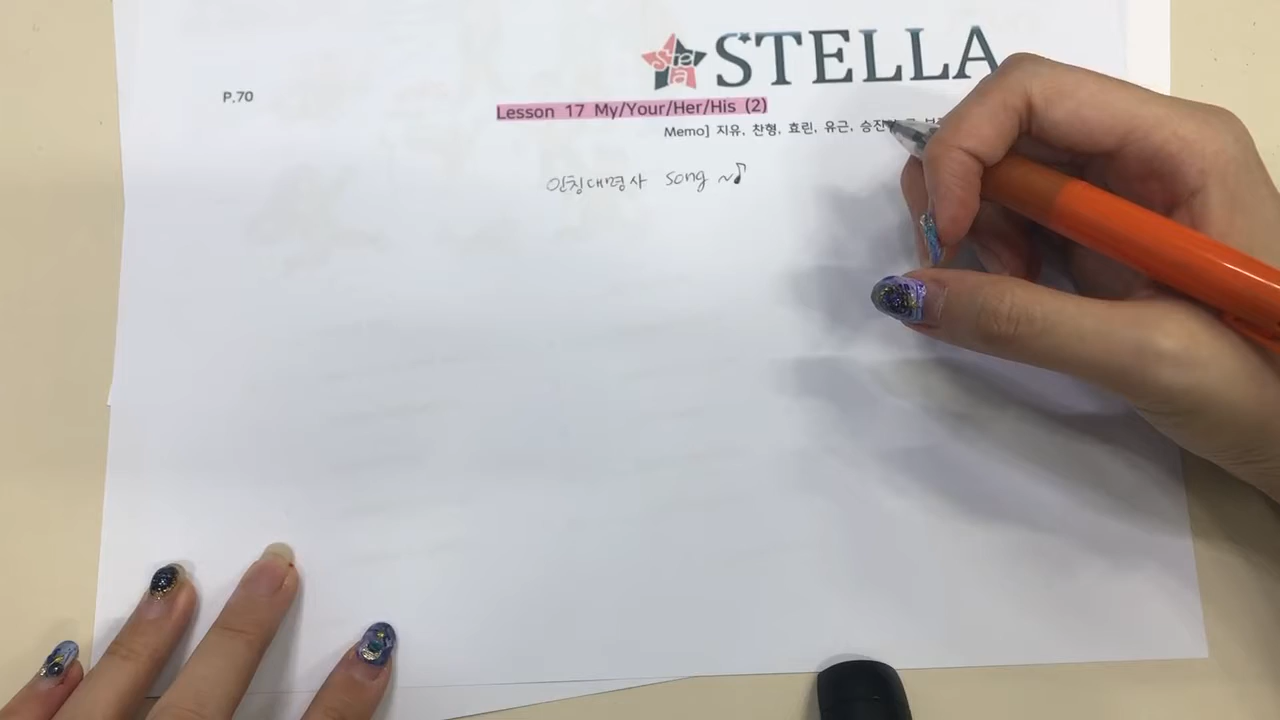 STELLA
P.70
Lesson 17 My/Your/Her/His (2)
Memo] 지유, 찬형, 효린, 유근, 승진
인칭대명사 song ~♪